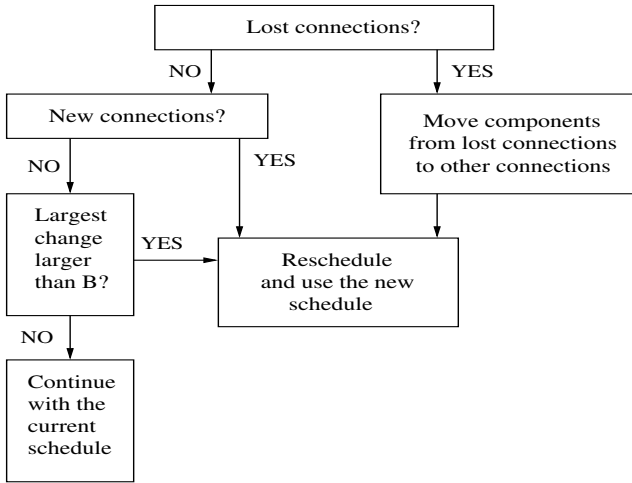 Lost connections?
NO
YES
New connections?
Move components
from lost connections
to other connections
NO
YES
Largest
change
larger
than B?
YES
Reschedule
and use the new
schedule
NO
Continue
with the
current
schedule